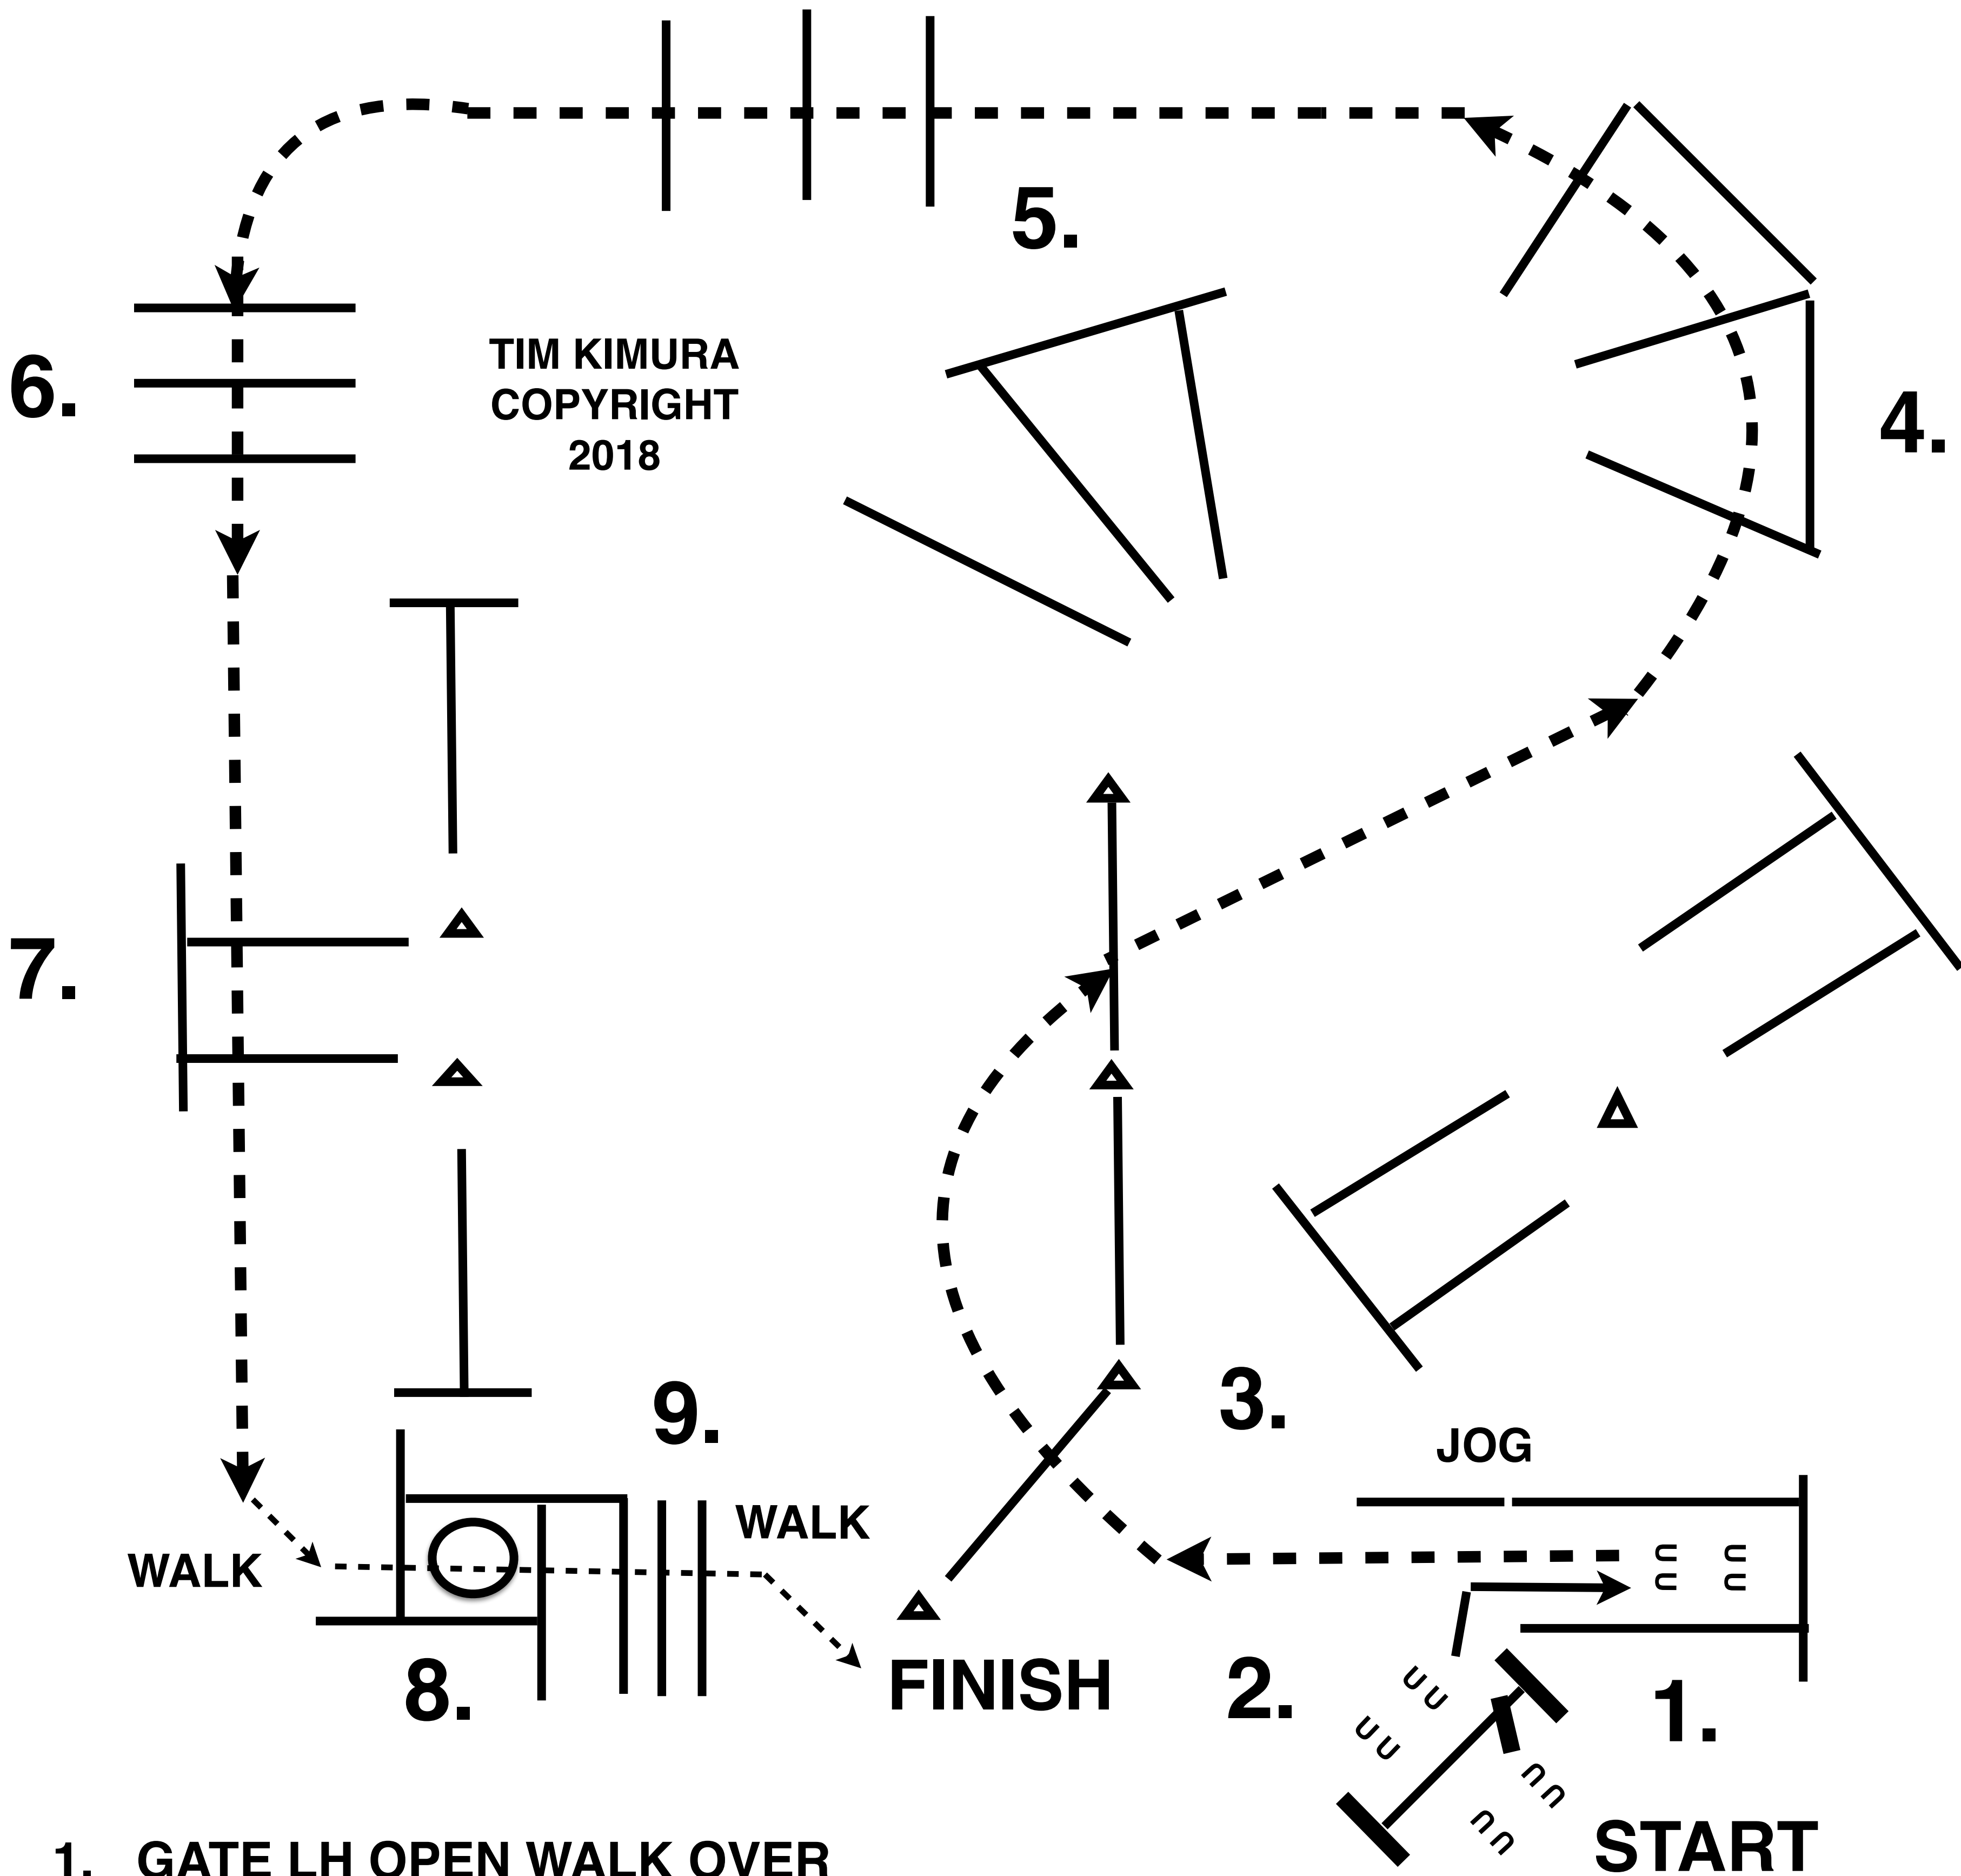 5.
TIM KIMURA
COPYRIGHT
2018
6.
4.
7.
3.
9.
JOG
WALK
WALK
8.
FINISH
2.
1.
START
1. GATE LH OPEN WALK OVER